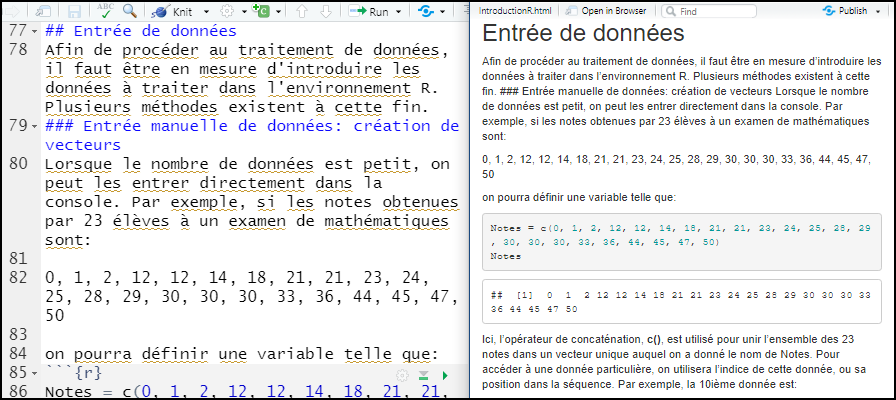 Knit
Run
IntroductionR.html
Open in Browser
Find
Publish
77 ## Entrée de données
78 Afin de procéder au traitement de données,
il faut être en mesure d'introduire les
données à traiter dans l'environnement R.
Plusieurs méthodes existent à cette fin.
79 ### Entrée manuelle de données: création de
vecteurs
80 Lorsque le nombre de données est petit, on
peut les entrer directement dans la
console. Par exemple, si les notes obtenues
par 23 élèves à un examen de mathématiques
sont:
81
82 0, 1, 2, 12, 12, 14, 18, 21, 21, 23, 24,
25, 28, 29, 30, 30, 30, 33, 36, 44, 45, 47,
50
83
84 on pourra définir une variable telle que:
85 ```{r}
86 Notes = c(0, 1, 2, 12, 12, 14, 18, 21, 21,
Entrée de données
Afin de procéder au traitement de données, il faut être en mesure d'introduire les
données à traiter dans l'environnement R. Plusieurs méthodes existent à cette
fin. ### Entrée manuelle de données: création de vecteurs Lorsque le nombre
de données est petit, on peut les entrer directement dans la console. Par
exemple, si les notes obtenues par 23 élèves à un examen de mathématiques
sont:
0, 1, 2, 12, 12, 14, 18, 21, 21, 23, 24, 25, 28, 29, 30, 30, 30, 33, 36, 44, 45, 47,
50
on pourra définir une variable telle que:
Notes = c(0, 1, 2, 12, 12, 14, 18, 21, 21, 23, 24, 25, 28, 29
, 30, 30, 30, 33, 36, 44, 45, 47, 50)
Notes
## [1] 0 1 2 12 12 14 18 21 21 23 24 25 28 29 30 30 30 33
36 44 45 47 50
Ici, l'opérateur de concaténation, c(), est utilisé pour unir l'ensemble des 23
notes dans un vecteur unique auquel on a donné le nom de Notes. Pour
accéder à une donnée particulière, on utilisera l'indice de cette donnée, ou sa
position dans la séquence. Par exemple, la 10ième donnée est: